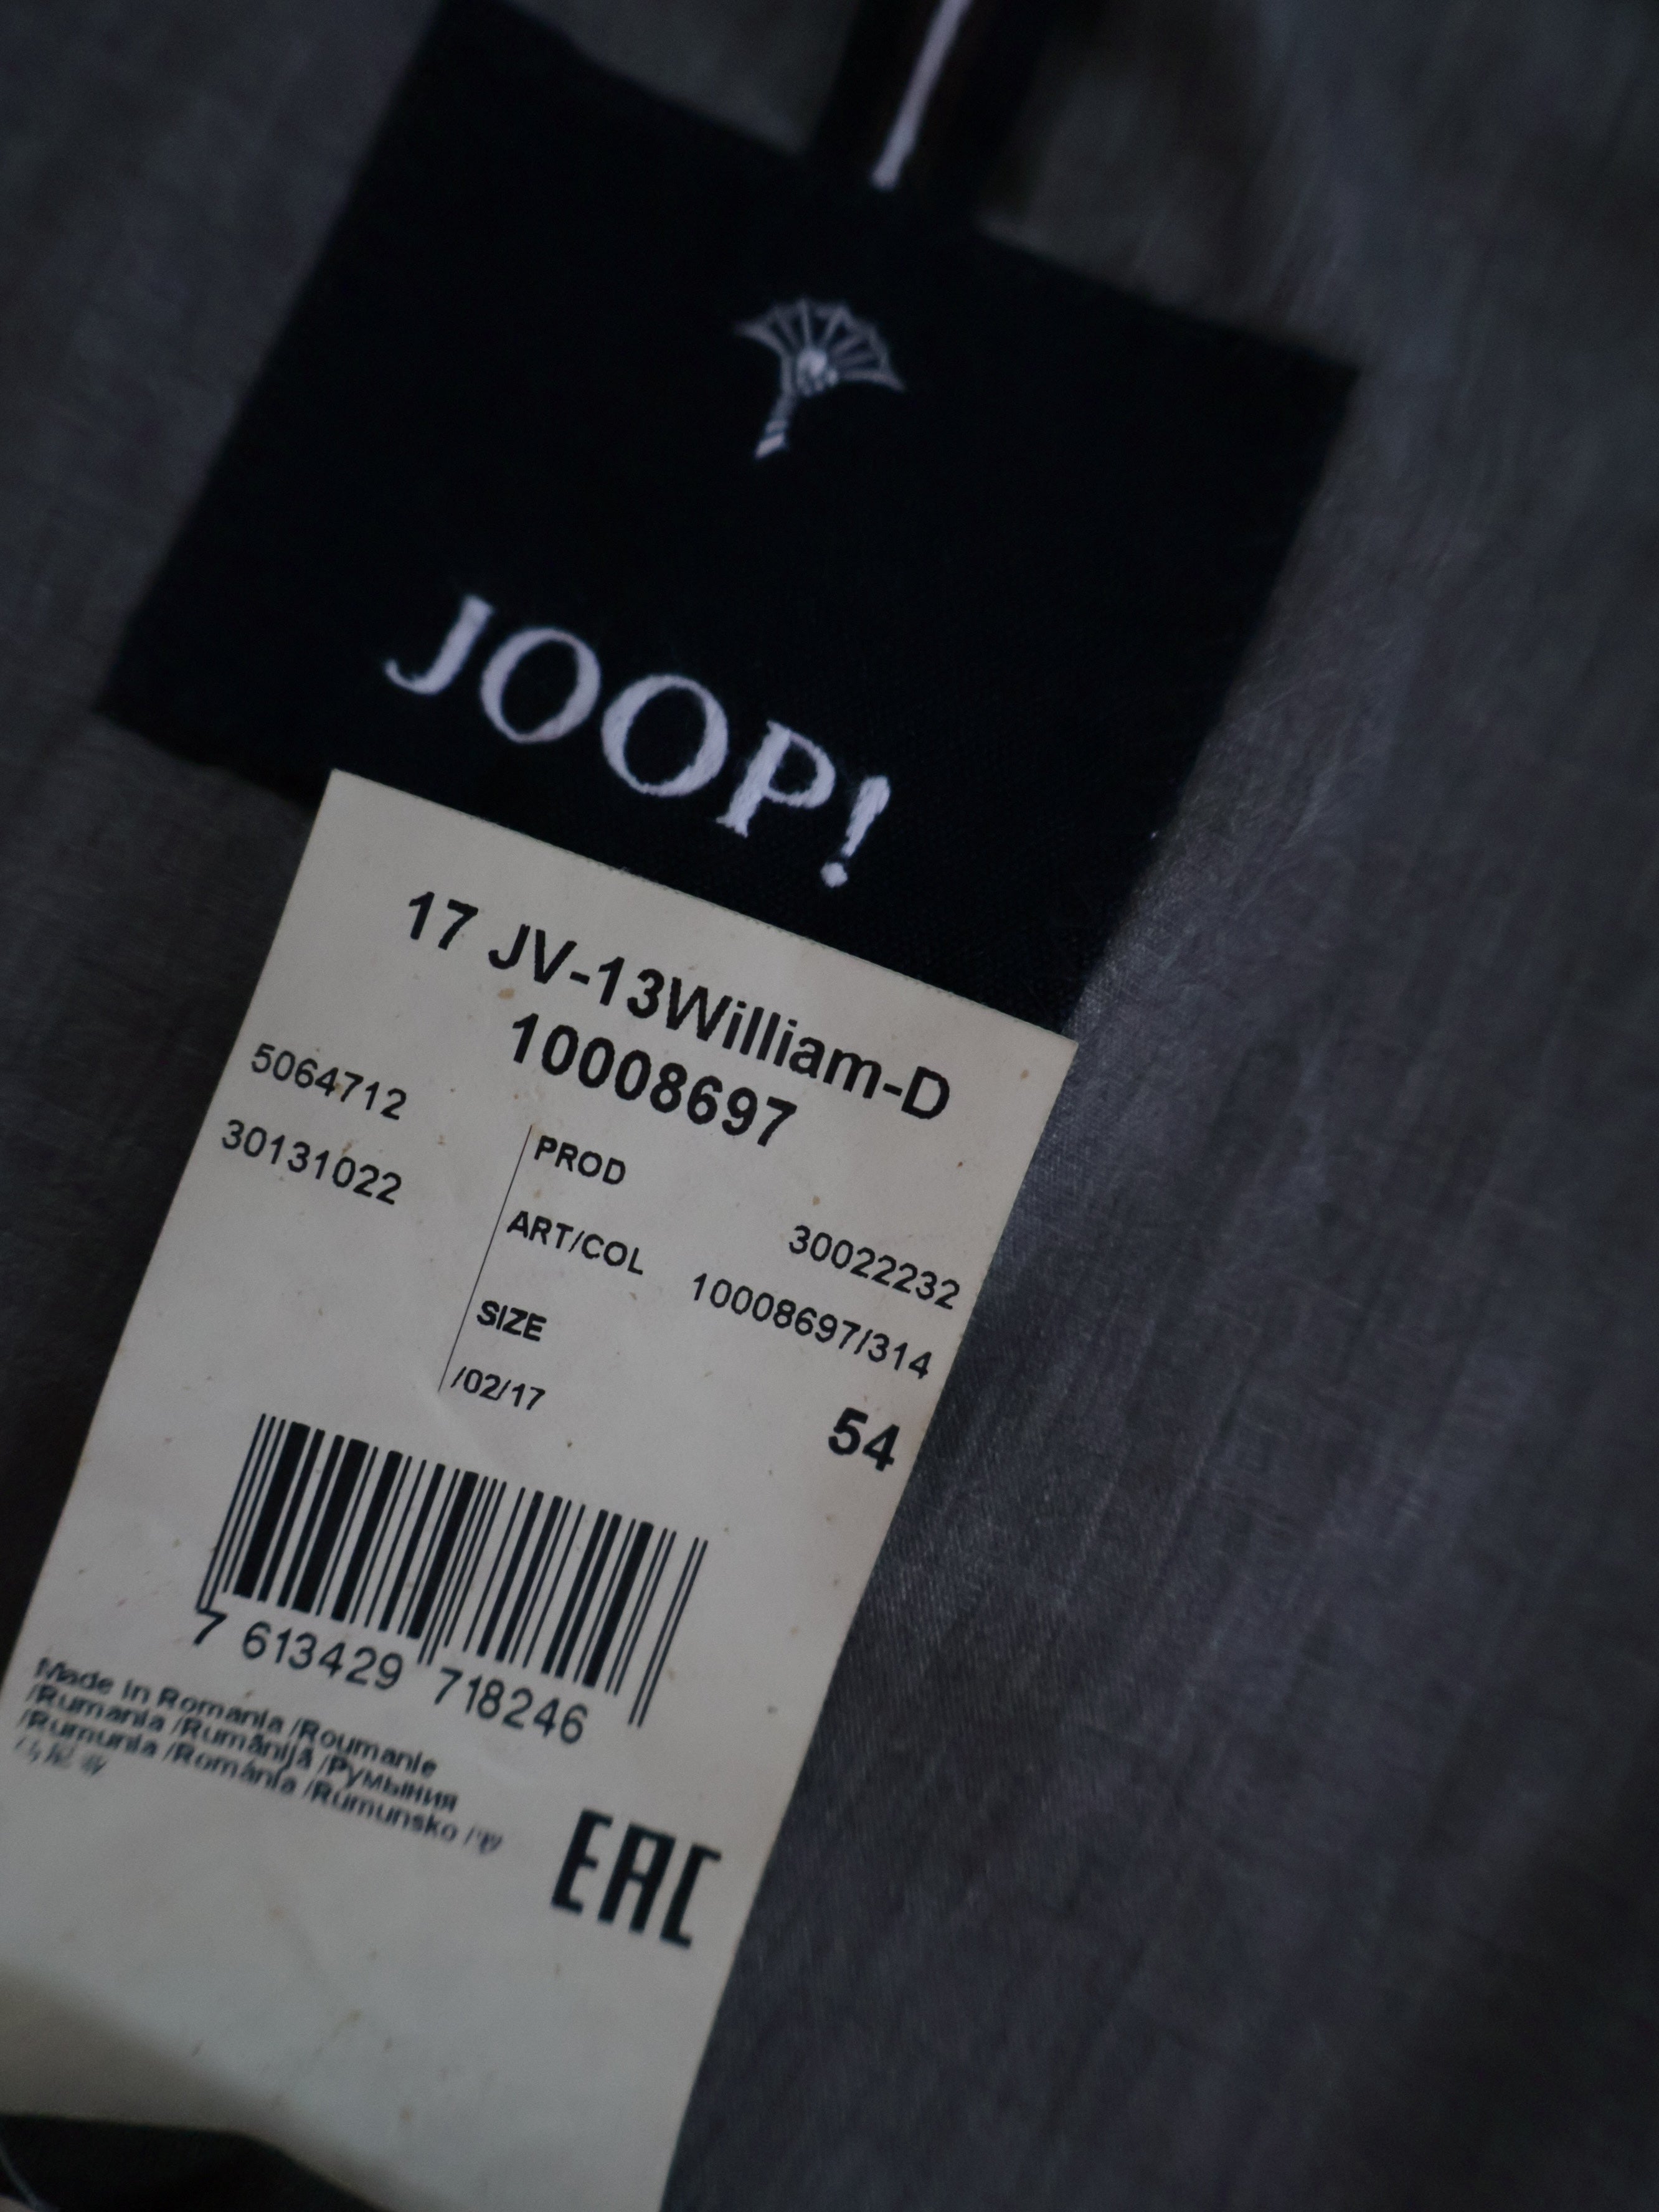 JOOP!
17 JV-13William-D
10008697
5064712
30131022
PROD 30022232
ART/COL 10008697/314
SIZE 54
/02/17
7 613429 718246
Made in Romania /Roumanie
/Rumania /Rumānijā /Румыния
/Rumunia /Románia /Rumunsko /
EAC